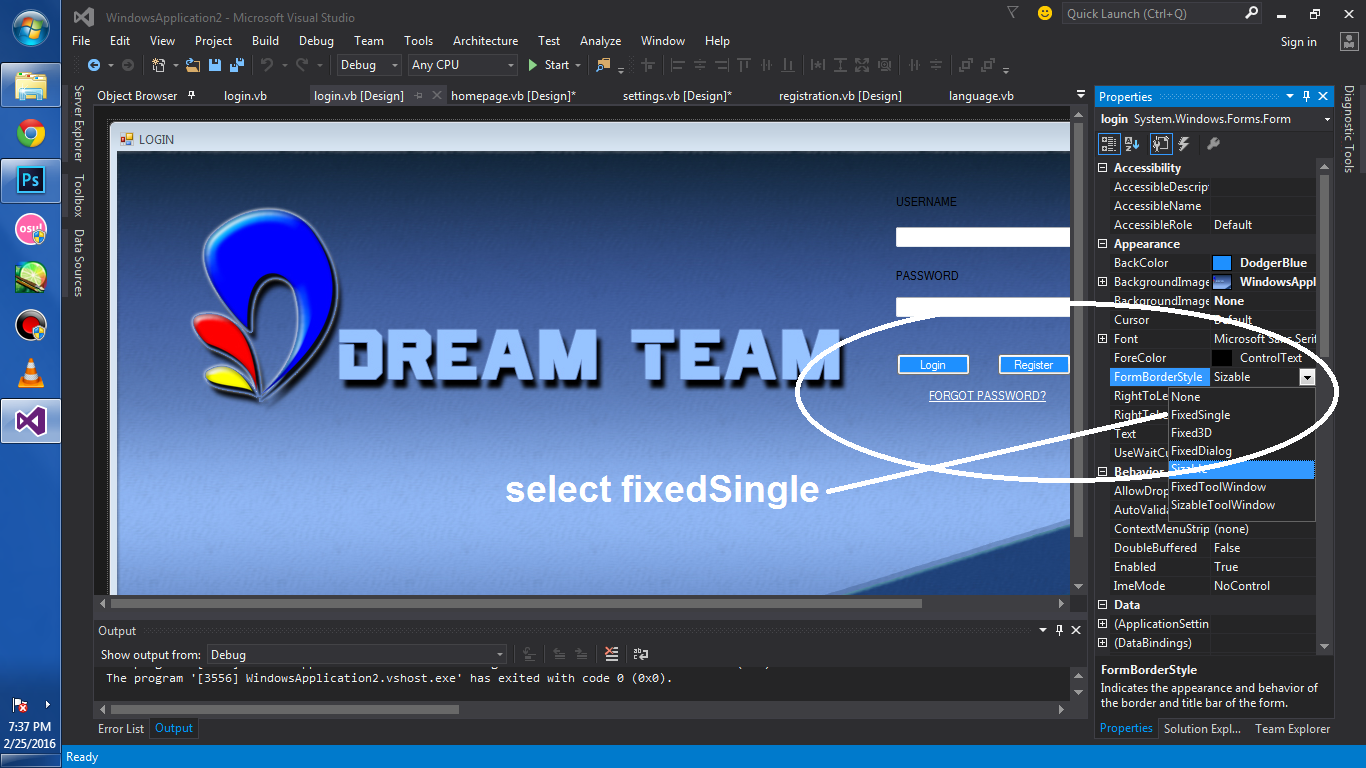 WindowsApplication2 - Microsoft Visual Studio
Quick Launch (Ctrl+Q)
File Edit View Project Build Debug Team Tools Architecture Test Analyze Window Help
Sign in
Debug Any CPU Start
Object Browser login.vb login.vb [Design] homepage.vb [Design]* settings.vb [Design]* registration.vb [Design] language.vb
Server Explorer
Toolbox
Data Sources
Ps
osu!
LOGIN
USERNAME
PASSWORD
DREAM TEAM
Login Register
FORGOT PASSWORD?
select fixedSingle
Properties
login System.Windows.Forms.Form
Accessibility
AccessibleDescrip
AccessibleName
AccessibleRole Default
Appearance
BackColor DodgerBlue
BackgroundImage WindowsAppl
BackgroundImage None
Cursor Default
Font Microsoft Sans Serif
ForeColor ControlText
FormBorderStyle Sizable
RightToLe
RightToLe
Text
UseWaitCu
None
FixedSingle
Fixed3D
FixedDialog
Sizable
FixedToolWindow
SizableToolWindow
Behavior
AllowDrop
AutoValida
ContextMenuStrip (none)
DoubleBuffered False
Enabled True
ImeMode NoControl
Data
(ApplicationSettin
(DataBindings)
FormBorderStyle
Indicates the appearance and behavior of
the border and title bar of the form.
Properties Solution Expl... Team Explorer
Diagnostic Tools
Output
Show output from: Debug
The program '[3556] WindowsApplication2.vshost.exe' has exited with code 0 (0x0).
Error List Output
Ready
7:37 PM
2/25/2016